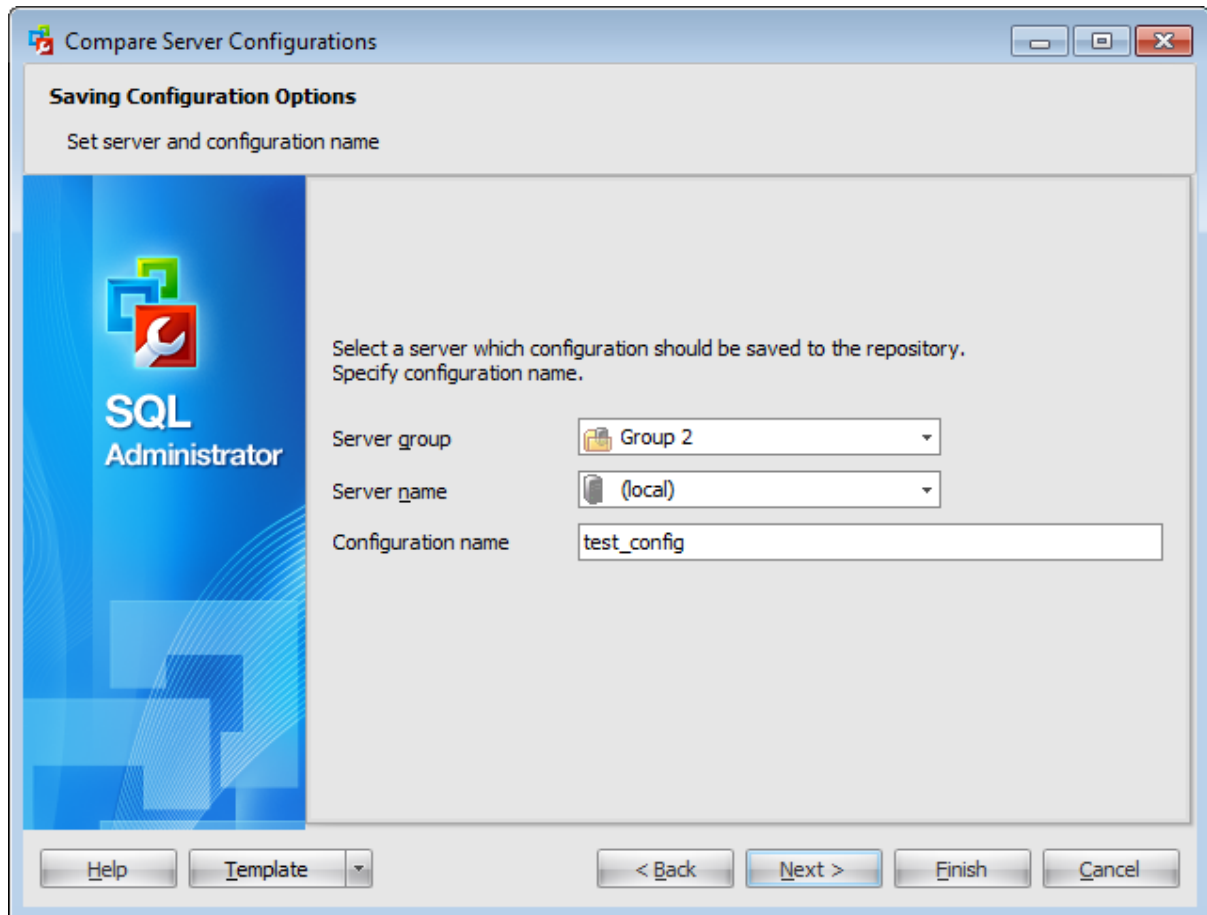 Compare Server Configurations
Saving Configuration Options
Set server and configuration name
SQL
Administrator
Select a server which configuration should be saved to the repository.
Specify configuration name.
Server group
Group 2
Server name
(local)
Configuration name
test_config
Help
Template
< Back
Next >
Finish
Cancel